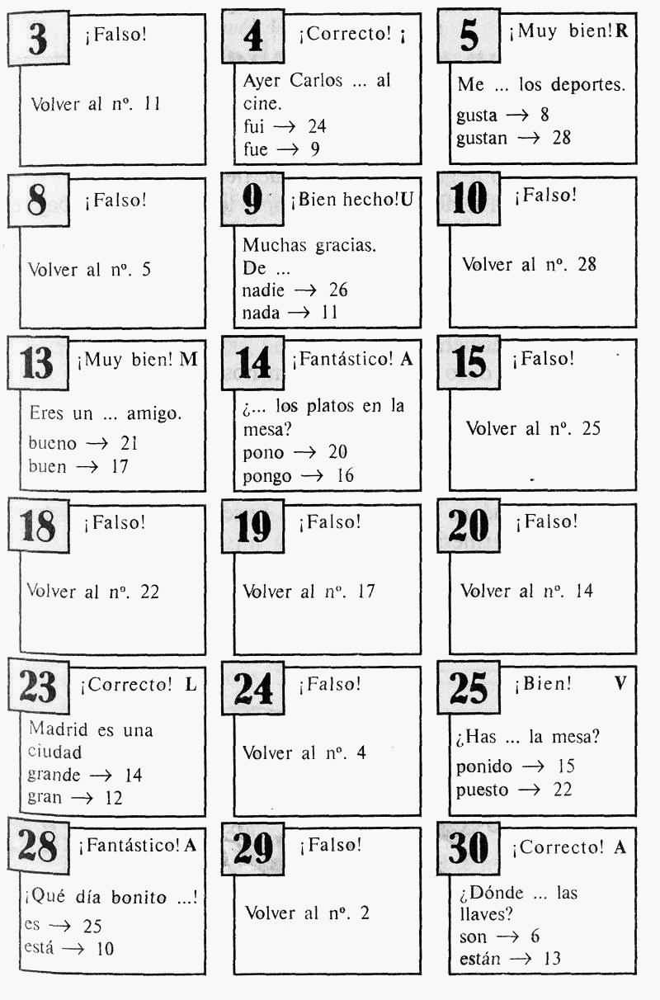 3 ¡Falso!
Volver al nº. 11
4 ¡Correcto! ¡
Ayer Carlos ... al
cine.
fui → 24
fue → 9
5 ¡Muy bien! R
Me ... los deportes.
gusta → 8
gustan → 28
8 ¡Falso!
Volver al nº. 5
9 ¡Bien hecho! U
Muchas gracias.
De ...
nadie → 26
nada → 11
10 ¡Falso!
Volver al nº. 28
13 ¡Muy bien! M
Eres un ... amigo.
bueno → 21
buen → 17
14 ¡Fantástico! A
¿... los platos en la
mesa?
pono → 20
pongo → 16
15 ¡Falso!
Volver al nº. 25
18 ¡Falso!
Volver al nº. 22
19 ¡Falso!
Volver al nº. 17
20 ¡Falso!
Volver al nº. 14
23 ¡Correcto! L
Madrid es una
ciudad
grande → 14
gran → 12
24 ¡Falso!
Volver al nº. 4
25 ¡Bien! V
¿Has ... la mesa?
ponido → 15
puesto → 22
28 ¡Fantástico! A
¡Qué día bonito ...!
es → 25
está → 10
29 ¡Falso!
Volver al nº. 2
30 ¡Correcto! A
¿Dónde ... las
llaves?
son → 6
están → 13